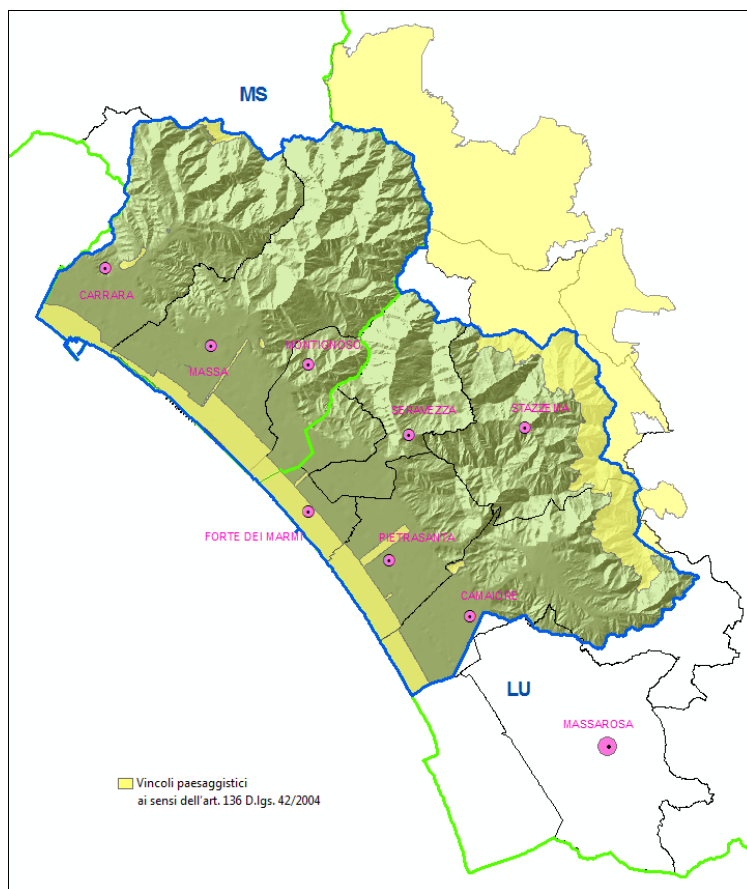 MS
CARRARA
MONTIGNOSO
MASSA
SERAVEZZA
STAZZEMA
FORTE DEI MARMI
PIETRASANTA
CAMAIORE
LU
MASSAROSA
Vincoli paesaggistici
ai sensi dell'art. 136 D.lgs. 42/2004